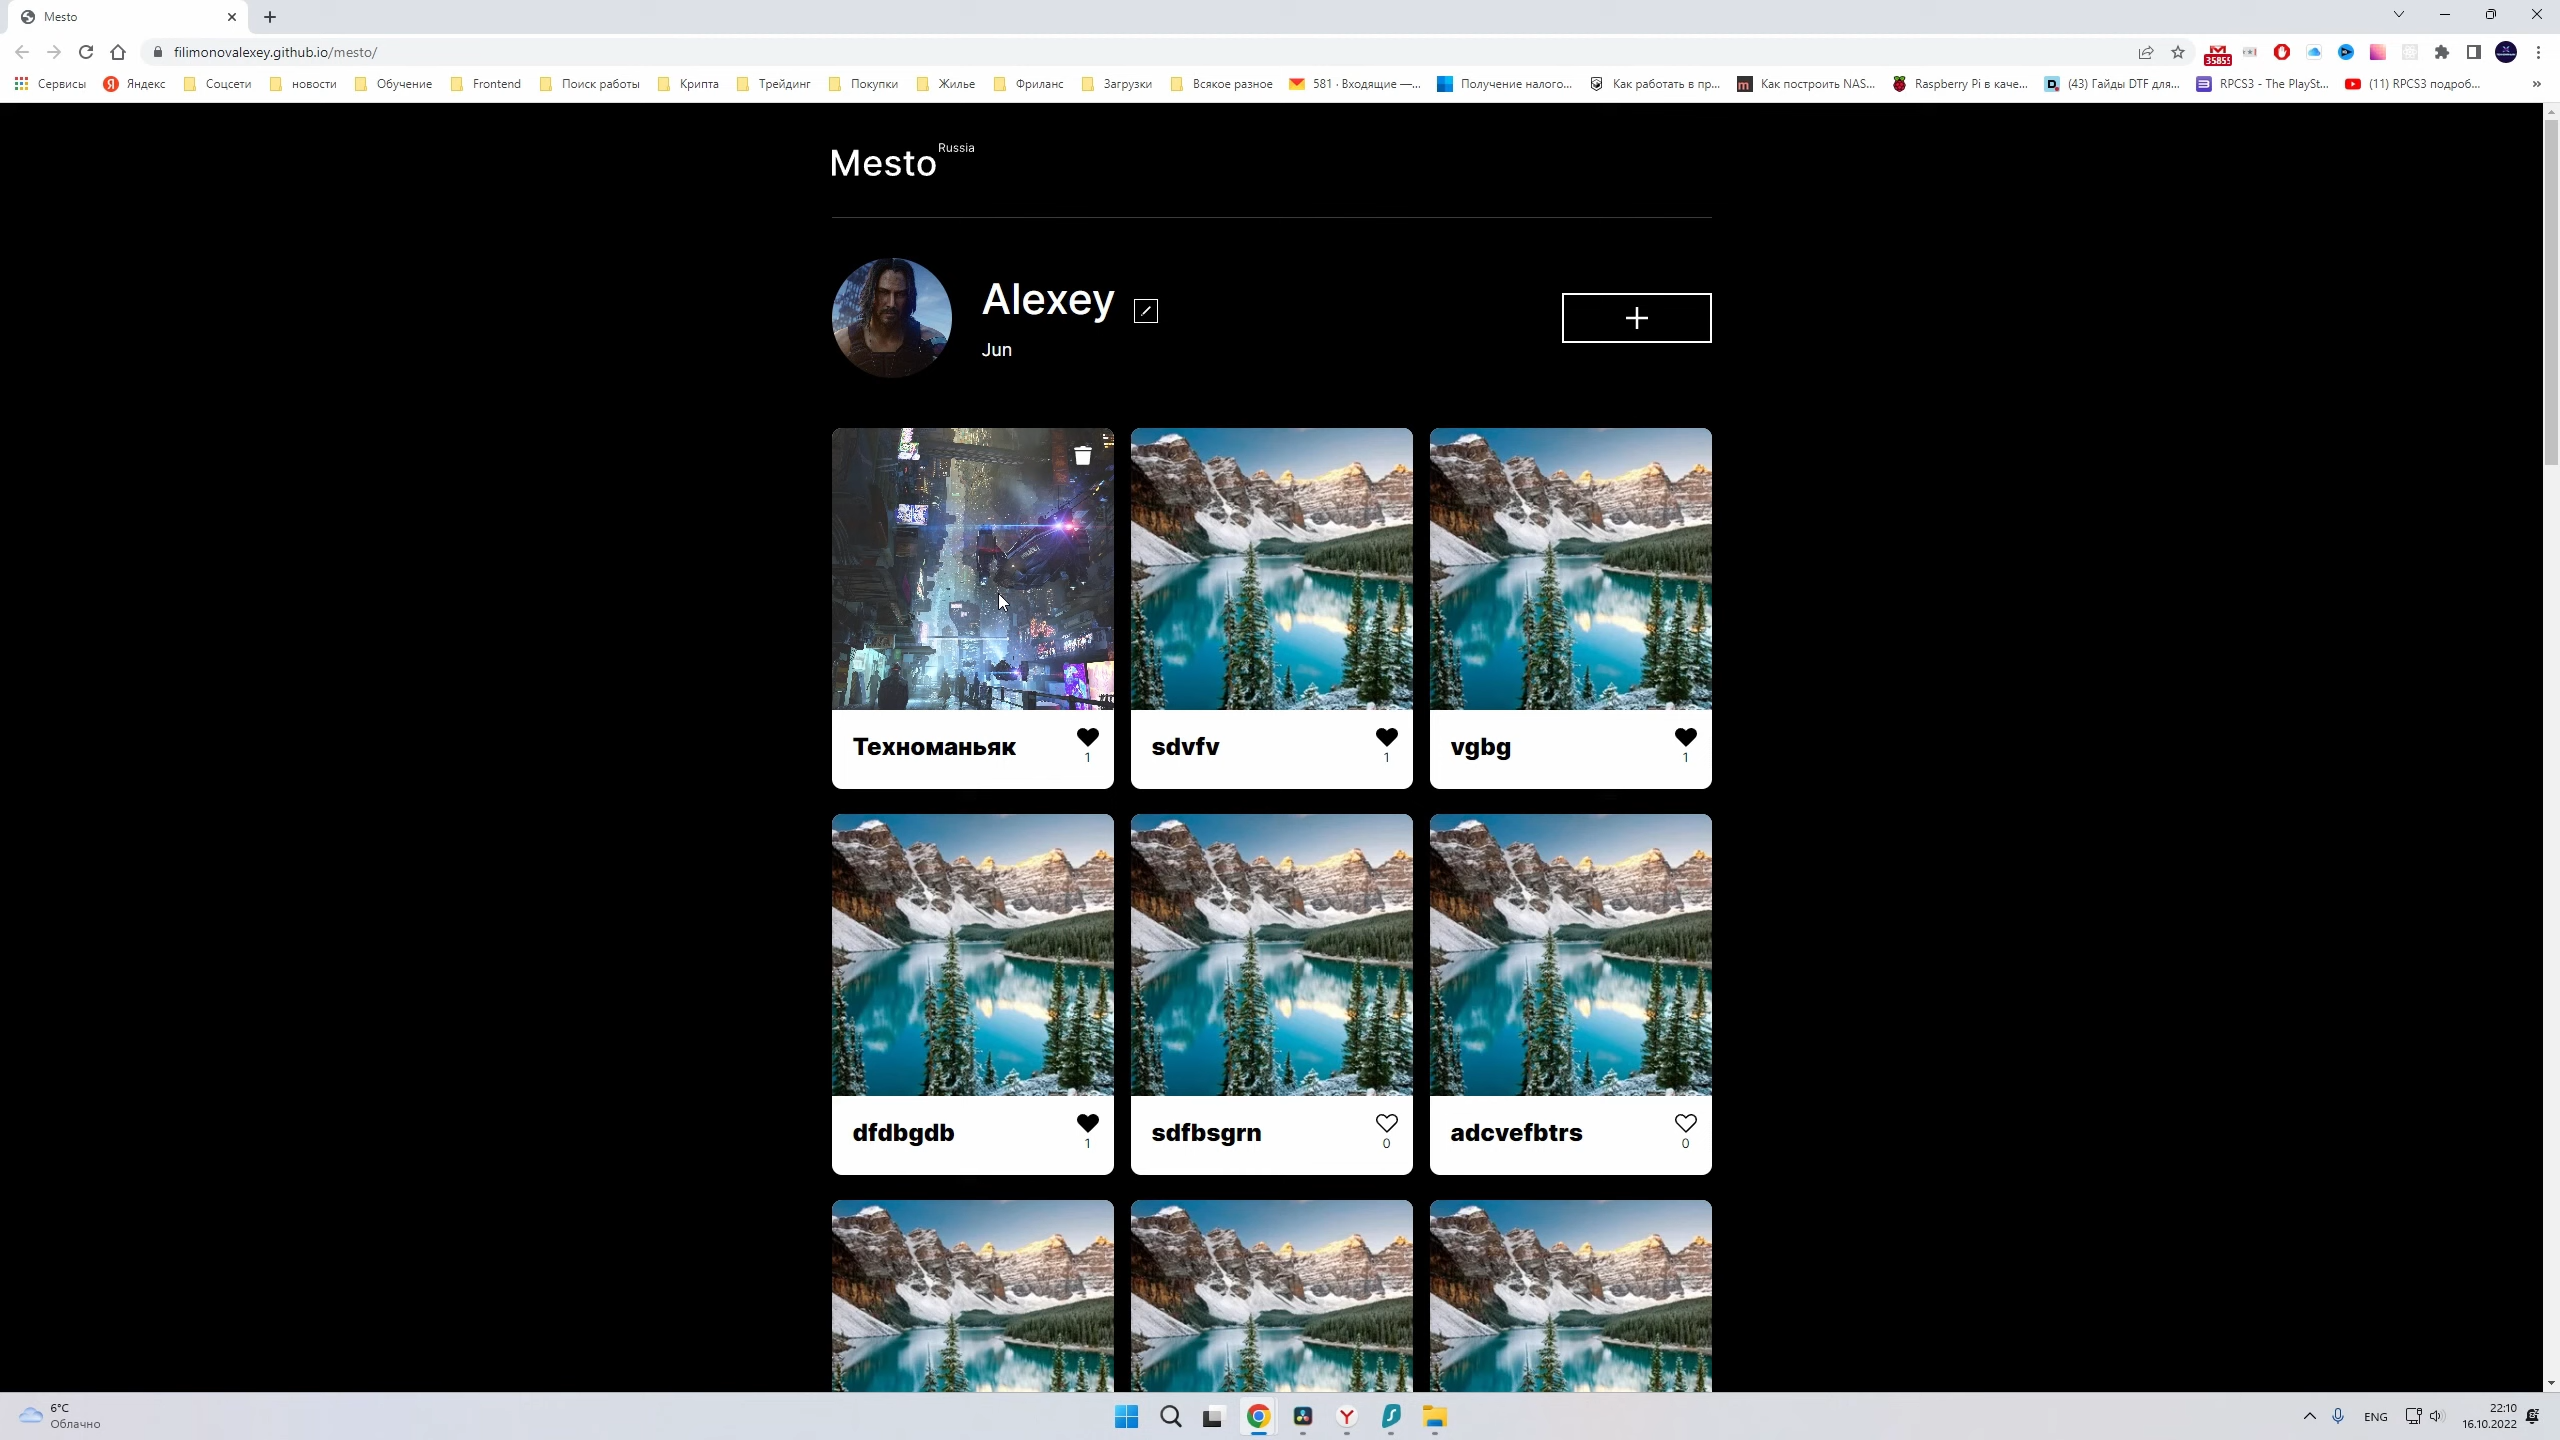 Mesto
filimonovalexey.github.io/mesto/
35855
Сервисы Яндекс Соцсети новости Обучение Frontend Поиск работы Крипта Трейдинг Покупки Жилье Фриланс Загрузки Всякое разное 581 · Входящие —... Получение налого... Как работать в пр... Как построить NAS... Raspberry Pi в каче... (43) Гайды DTF для... RPCS3 - The PlaySt... (11) RPCS3 подроб... »
Mesto Russia
Alexey
Jun
Техноманьяк 1
sdvfv 1
vgbg 1
dfdbgdb 1
sdfbsgrn 0
adcvefbtrs 0
6°C
Облачно
ENG
22:10
16.10.2022